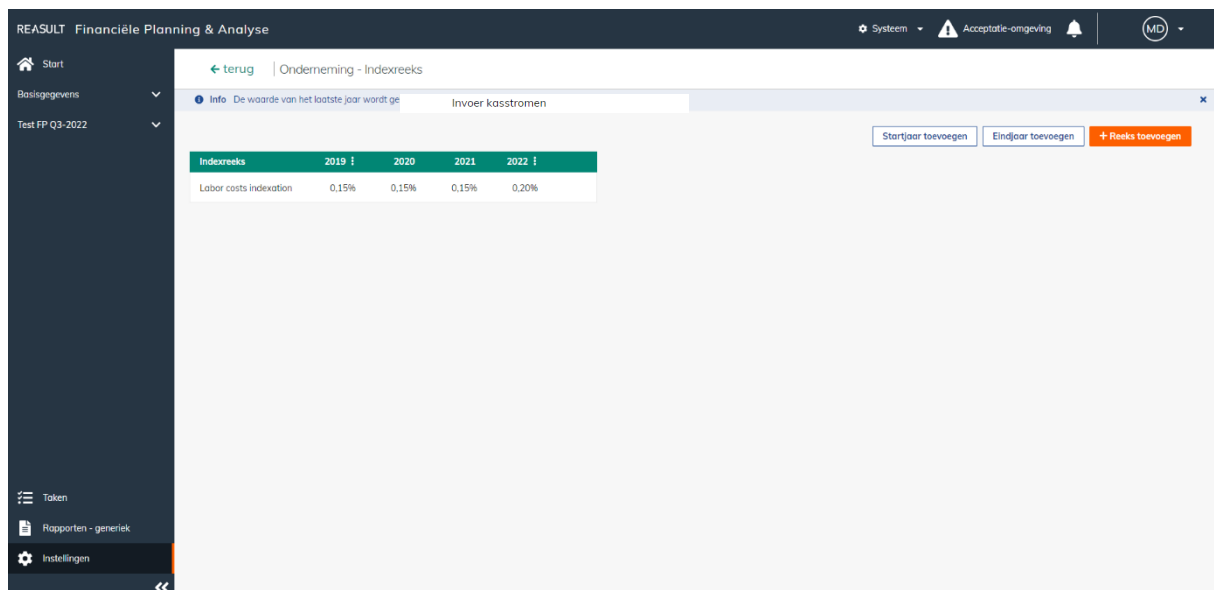 REASULT Financiële Planning & Analyse
Systeem
Acceptatie-omgeving
MD
Start
Basisgegevens
Test FP Q3-2022
terug
Onderneming - Indexreeks
Info De waarde van het laatste jaar wordt ge
Invoer kasstromen
Startjaar toevoegen
Eindjaar toevoegen
+ Reeks toevoegen
Indexreeks 2019 2020 2021 2022
Labor costs indexation 0,15% 0,15% 0,15% 0,20%
Taken
Rapporten - generiek
Instellingen